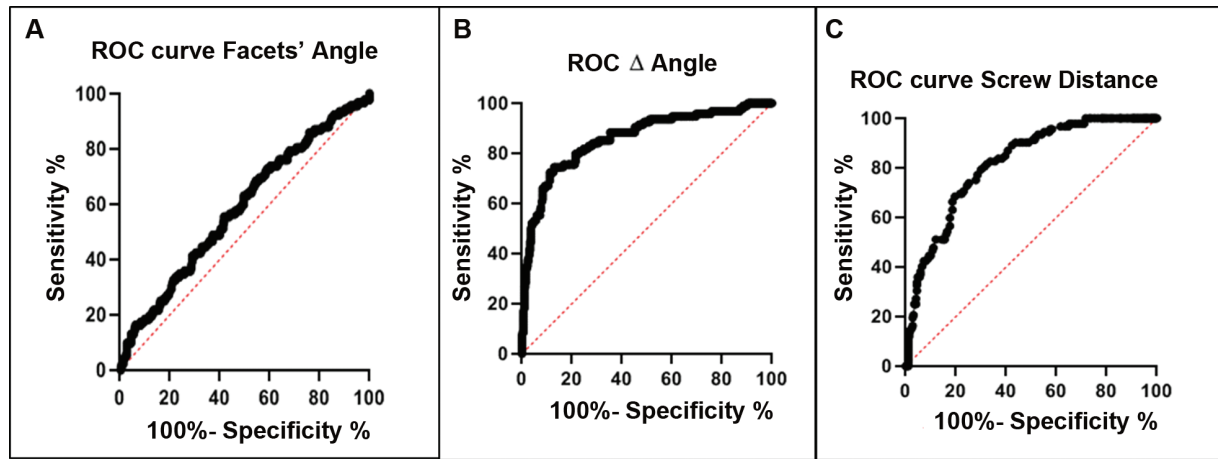 A
ROC curve Facets’ Angle
Sensitivity %
100
80
60
40
20
0
0 20 40 60 80 100
100%- Specificity %
B
ROC Δ Angle
Sensitivity %
100
80
60
40
20
0
0 20 40 60 80 100
100%- Specificity %
C
ROC curve Screw Distance
Sensitivity %
100
80
60
40
20
0
0 20 40 60 80 100
100%- Specificity %